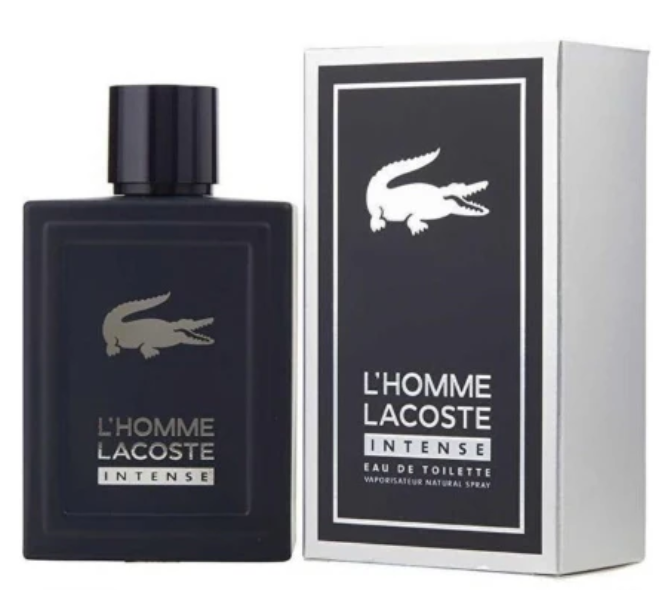 L'HOMME
LACOSTE
INTENSE
L'HOMME
LACOSTE
INTENSE
EAU DE TOILETTE
VAPORISATEUR NATURAL SPRAY